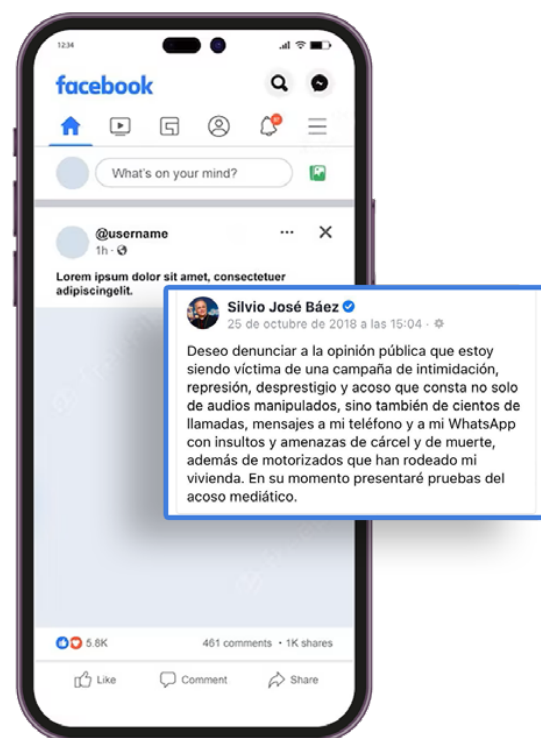 12:34
facebook
What's on your mind?
@username
1h ·
Lorem ipsum dolor sit amet, consectetuer
adipiscingelit.
Silvio José Báez
25 de octubre de 2018 a las 15:04 ·
Deseo denunciar a la opinión pública que estoy
siendo víctima de una campaña de intimidación,
represión, desprestigio y acoso que consta no solo
de audios manipulados, sino también de cientos de
llamadas, mensajes a mi teléfono y a mi WhatsApp
con insultos y amenazas de cárcel y de muerte,
además de motorizados que han rodeado mi
vivienda. En su momento presentaré pruebas del
acoso mediático.
5.8K 461 comments • 1K shares
Like Comment Share